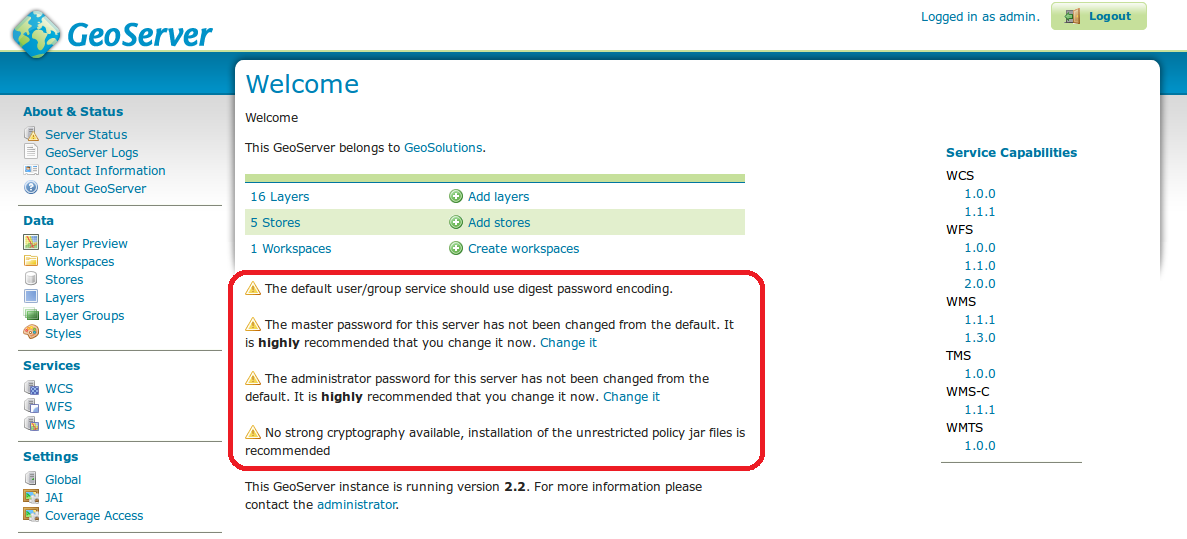 GeoServer
Logged in as admin.
Logout
About & Status
Server Status
GeoServer Logs
Contact Information
About GeoServer
Data
Layer Preview
Workspaces
Stores
Layers
Layer Groups
Styles
Services
WCS
WFS
WMS
Settings
Global
JAI
Coverage Access
Welcome
Welcome
This GeoServer belongs to GeoSolutions.
16 Layers
Add layers
5 Stores
Add stores
1 Workspaces
Create workspaces
The default user/group service should use digest password encoding.
The master password for this server has not been changed from the default. It
is highly recommended that you change it now. Change it
The administrator password for this server has not been changed from the
default. It is highly recommended that you change it now. Change it
No strong cryptography available, installation of the unrestricted policy jar files is
recommended
This GeoServer instance is running version 2.2. For more information please
contact the administrator.
Service Capabilities
WCS
1.0.0
1.1.1
WFS
1.0.0
1.1.0
2.0.0
WMS
1.1.1
1.3.0
TMS
1.0.0
WMS-C
1.1.1
WMTS
1.0.0